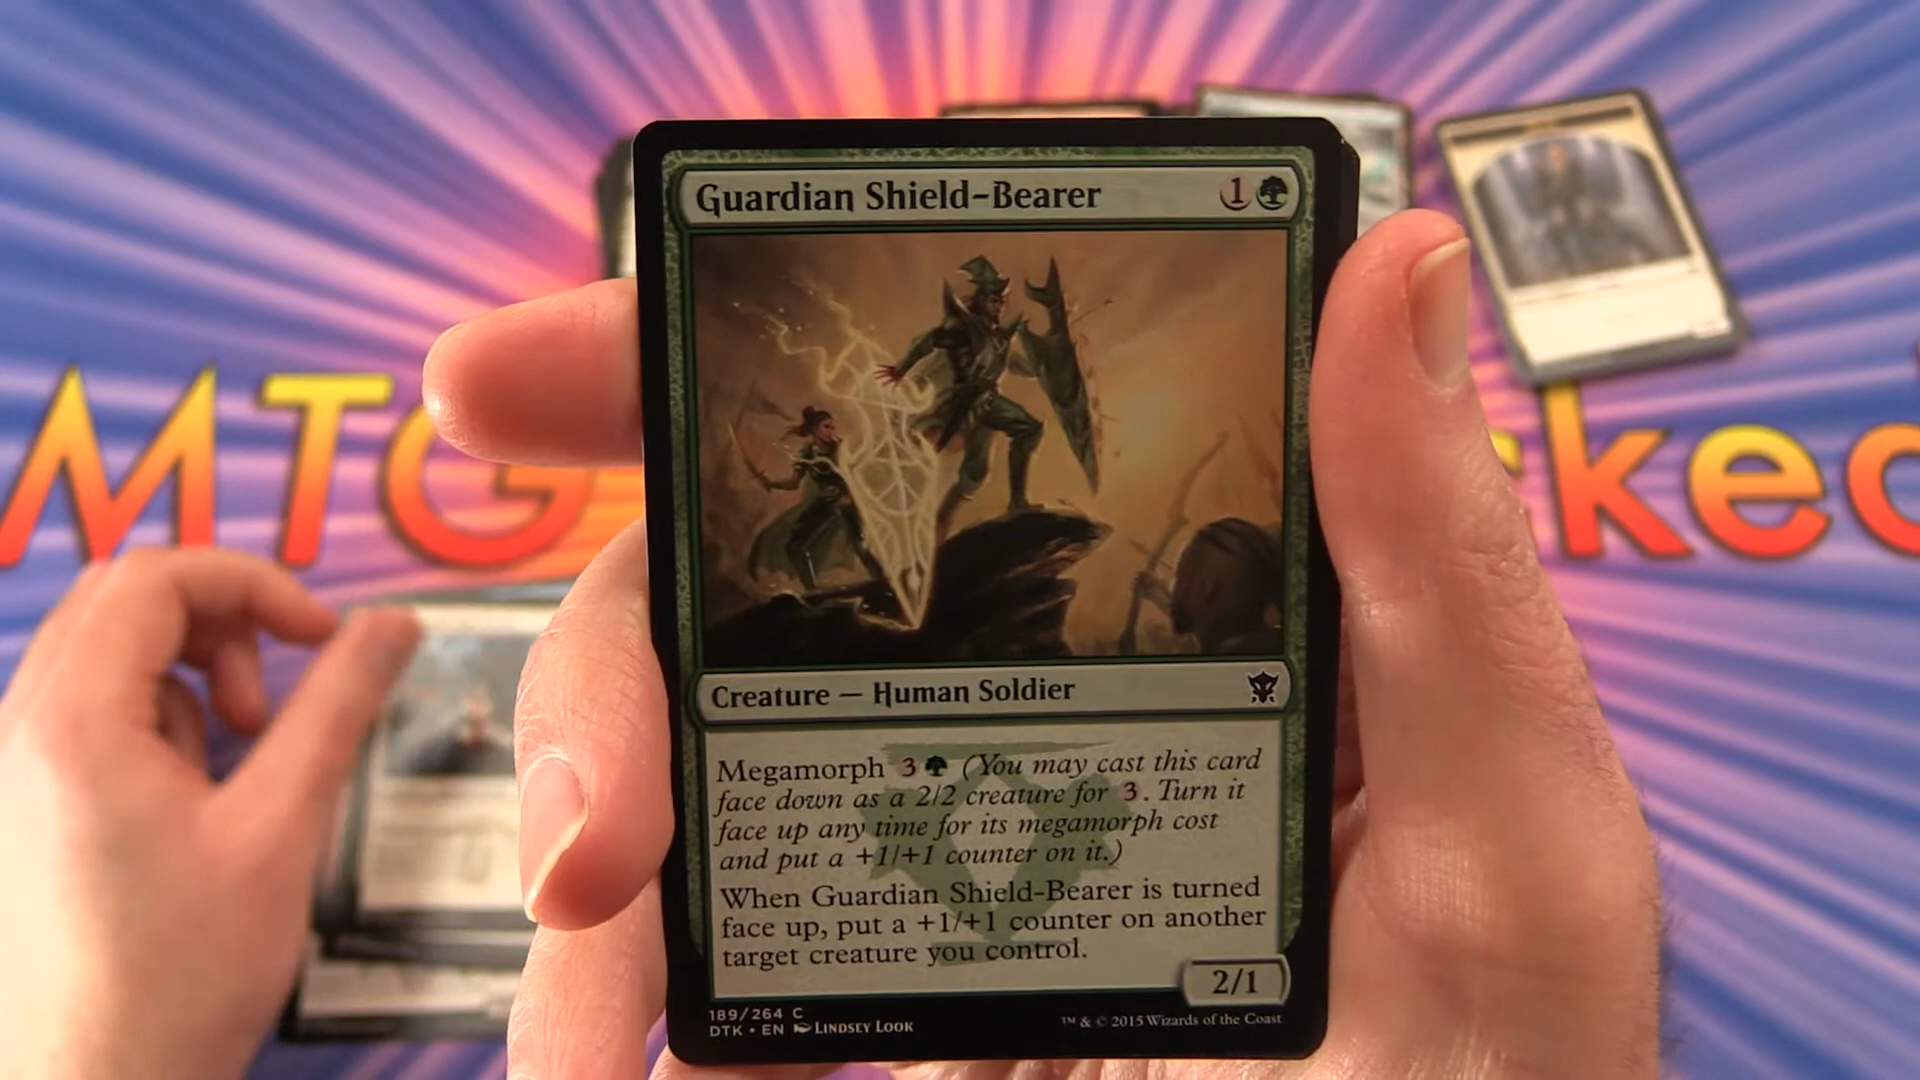 Guardian Shield-Bearer 1
MTG
cked
Creature — Human Soldier
Megamorph 3 (You may cast this card
face down as a 2/2 creature for 3. Turn it
face up any time for its megamorph cost
and put a +1/+1 counter on it.)
When Guardian Shield-Bearer is turned
face up, put a +1/+1 counter on another
target creature you control.
2/1
189/264 C
DTK • EN LINDSEY LOOK
™ & © 2015 Wizards of the Coast